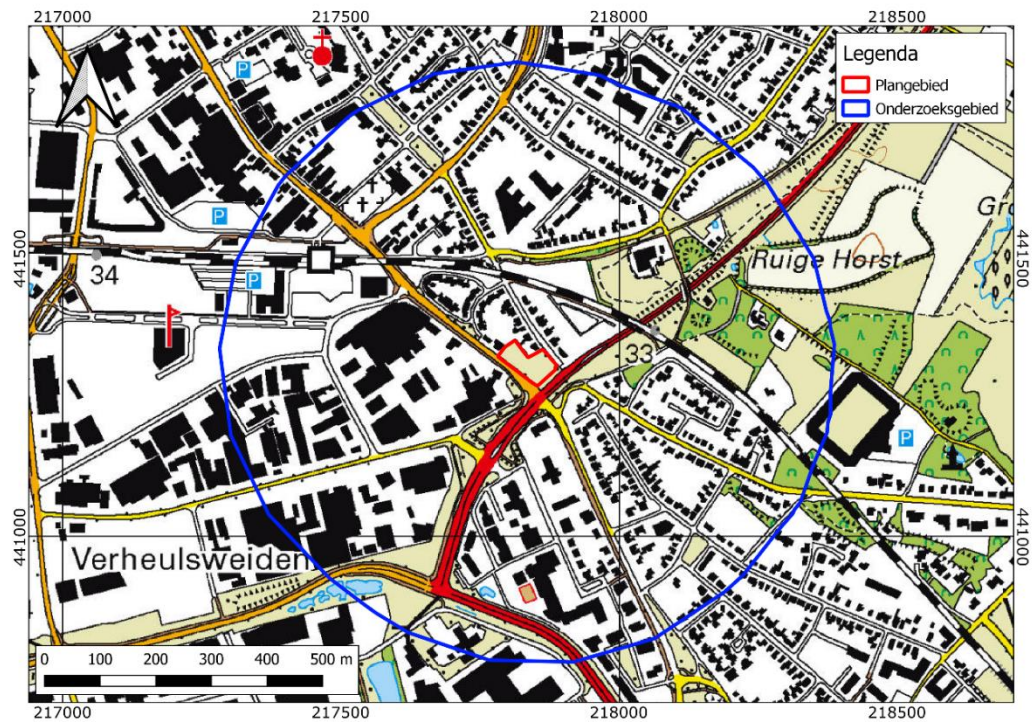 217000 217500 218000 218500
Legenda
Plangebied
Onderzoeksgebied
P
P
441500 441500
34
P
Ruige Horst
Gro
33
P
441000 441000
Verheulsweiden
0 100 200 300 400 500 m
217000 217500 218000 218500